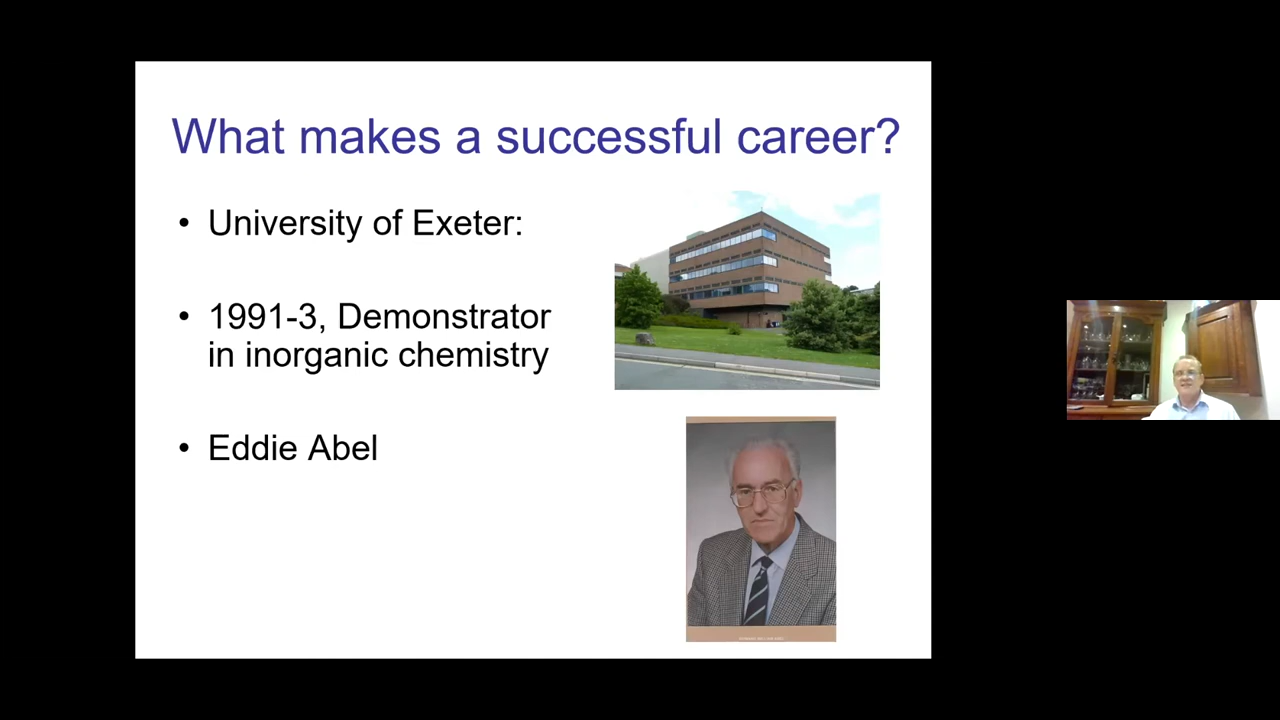 What makes a successful career?
• University of Exeter:
• 1991-3, Demonstrator
in inorganic chemistry
• Eddie Abel